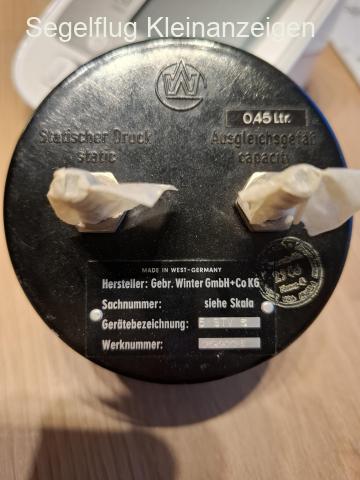 Segelflug Kleinanzeigen
0,45 Ltr.
Statischer Druck
static
Ausgleichsgefäß
capacity
MADE IN WEST-GERMANY
Hersteller: Gebr. Winter GmbH+Co KG
Sachnummer: siehe Skala
Gerätebezeichnung:
Werknummer: